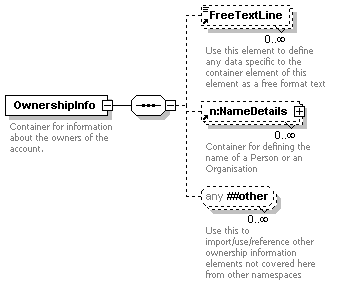 FreeTextLine
0..∞
Use this element to define
any data specific to the
container element of this
element as a free format text
OwnershipInfo
Container for information
about the owners of the
account.
n:NameDetails
0..∞
Container for defining the
name of a Person or an
Organisation
any ##other
0..∞
Use this to
import/use/reference other
ownership information
elements not covered here
from other namespaces